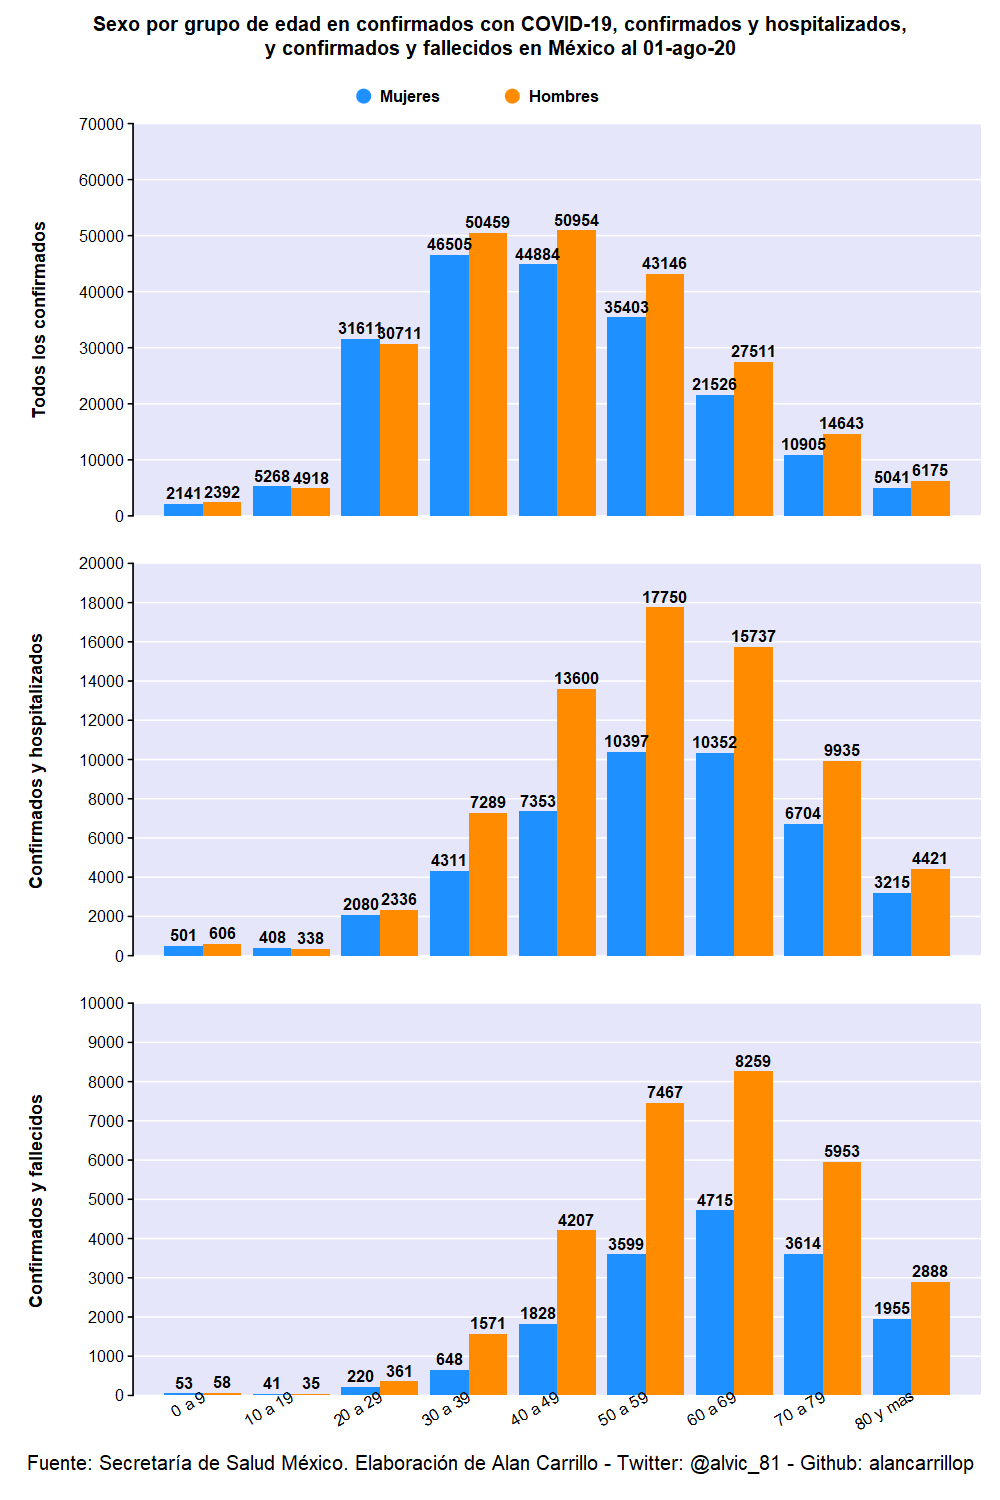 Sexo por grupo de edad en confirmados con COVID-19, confirmados y hospitalizados,
y confirmados y fallecidos en México al 01-ago-20
Mujeres Hombres
Todos los confirmados
70000
60000
50000
40000
30000
20000
10000
0
2141 2392 5268 4918 31611 30711 46505 50459 44884 50954 35403 43146 21526 27511 10905 14643 5041 6175
Confirmados y hospitalizados
20000
18000
16000
14000
12000
10000
8000
6000
4000
2000
0
501 606 408 338 2080 2336 4311 7289 7353 13600 10397 17750 10352 15737 6704 9935 3215 4421
Confirmados y fallecidos
10000
9000
8000
7000
6000
5000
4000
3000
2000
1000
0
53 58 41 35 220 361 648 1571 1828 4207 3599 7467 4715 8259 3614 5953 1955 2888
0 a 9 10 a 19 20 a 29 30 a 39 40 a 49 50 a 59 60 a 69 70 a 79 80 y mas
Fuente: Secretaría de Salud México. Elaboración de Alan Carrillo - Twitter: @alvic_81 - Github: alancarrillop